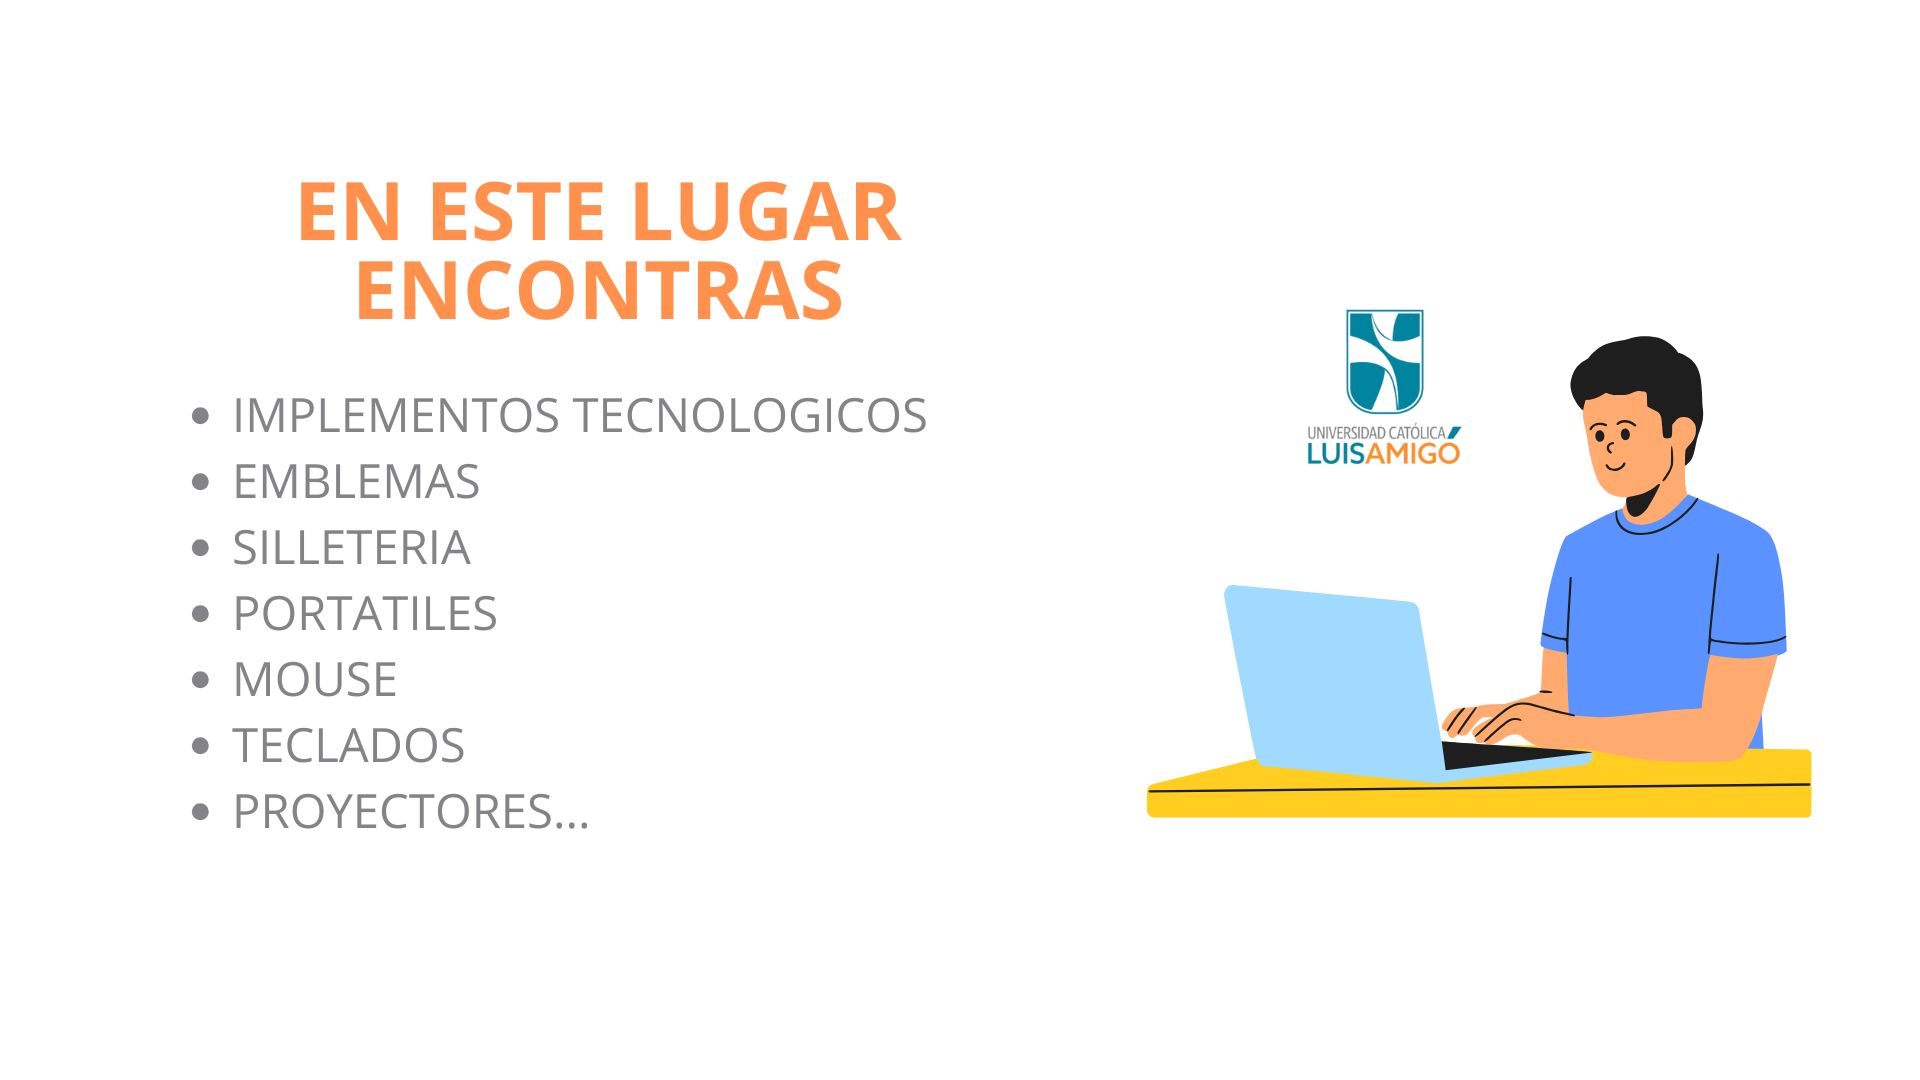 EN ESTE LUGAR
ENCONTRAS
IMPLEMENTOS TECNOLOGICOS
EMBLEMAS
SILLETERIA
PORTATILES
MOUSE
TECLADOS
PROYECTORES...
UNIVERSIDAD CATÓLICA
LUISAMIGÓ